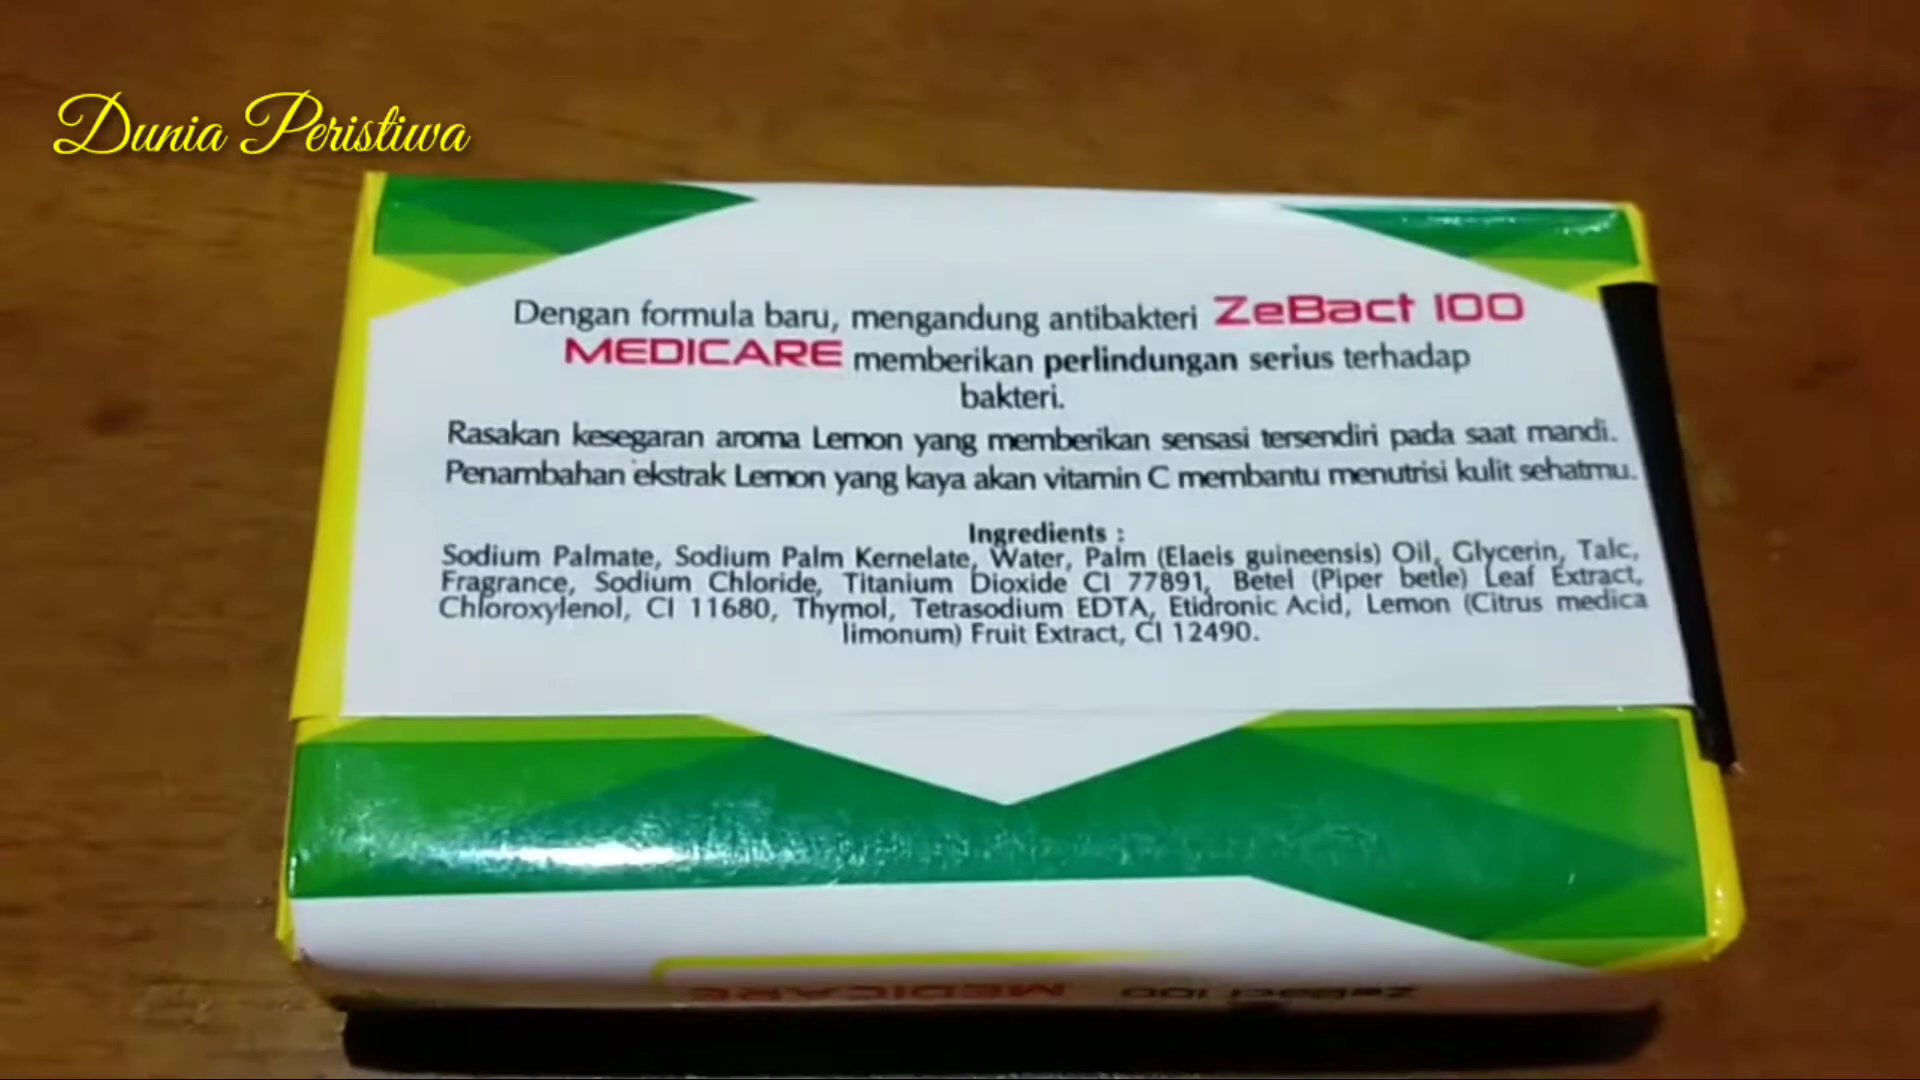 Dunia Peristiwa
Dengan formula baru, mengandung antibakteri ZeBact 100
MEDICARE memberikan perlindungan serius terhadap
bakteri.
Rasakan kesegaran aroma Lemon yang memberikan sensasi tersendiri pada saat mandi.
Penambahan ekstrak Lemon yang kaya akan vitamin C membantu menutrisi kulit sehatmu.
Ingredients :
Sodium Palmate, Sodium Palm Kernelate, Water, Palm (Elaeis guineensis) Oil, Glycerin, Talc,
Fragrance, Sodium Chloride, Titanium Dioxide CI 77891, Betel (Piper betle) Leaf Extract,
Chloroxylenol, CI 11680, Thymol, Tetrasodium EDTA, Etidronic Acid, Lemon (Citrus medica
limonum) Fruit Extract, CI 12490.
ZeBact 100 MEDICARE